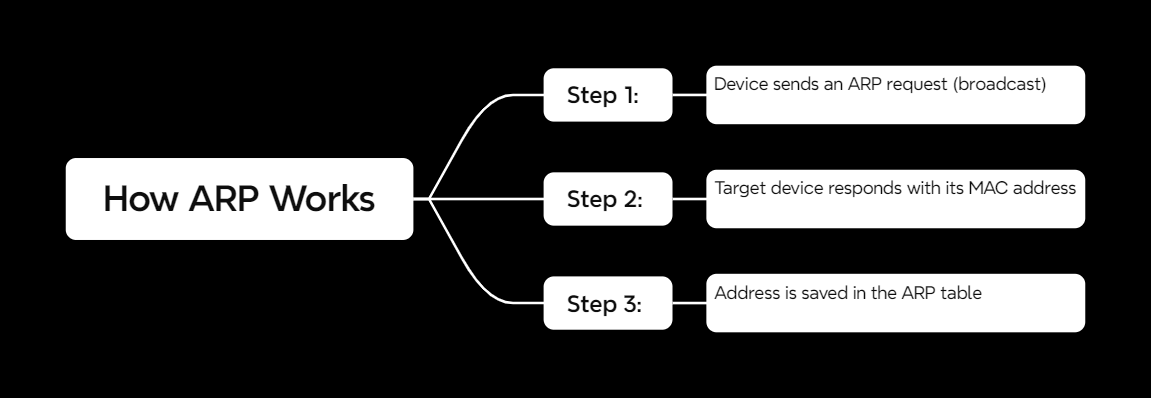 How ARP Works
Step 1:
Device sends an ARP request (broadcast)
Step 2:
Target device responds with its MAC address
Step 3:
Address is saved in the ARP table